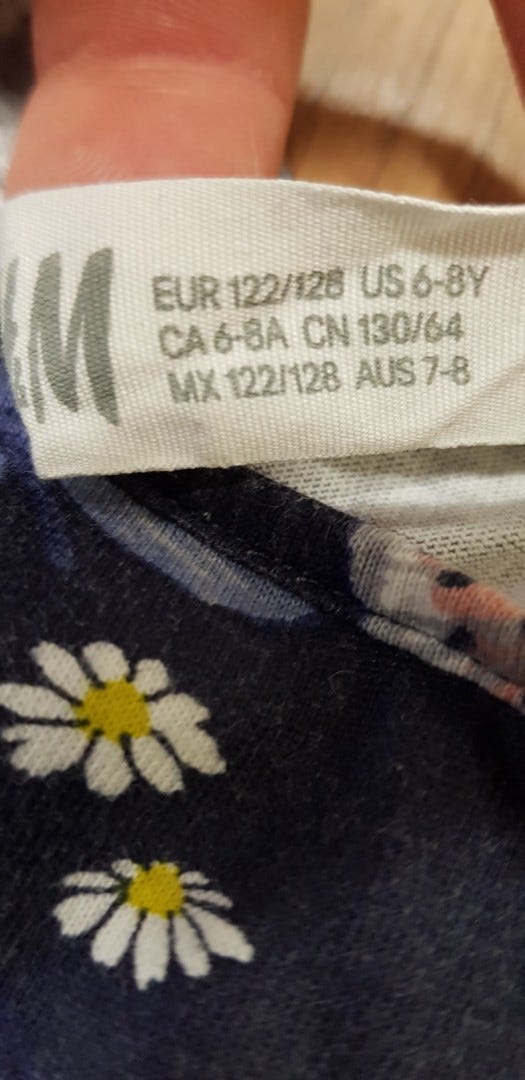 &M
EUR 122/128 US 6-8Y
CA 6-8A CN 130/64
MX 122/128 AUS 7-8